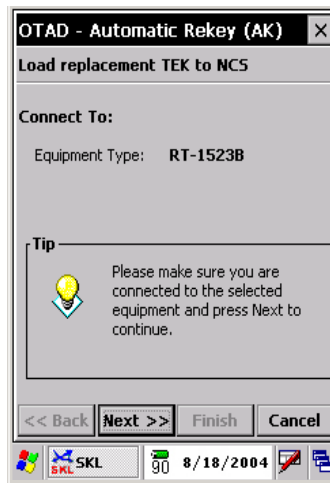 OTAD - Automatic Rekey (AK) ×
Load replacement TEK to NCS
Connect To:
Equipment Type: RT-1523B
Tip
Please make sure you are
connected to the selected
equipment and press Next to
continue.
<< Back Next >> Finish Cancel
SKL SKL 90 8/18/2004